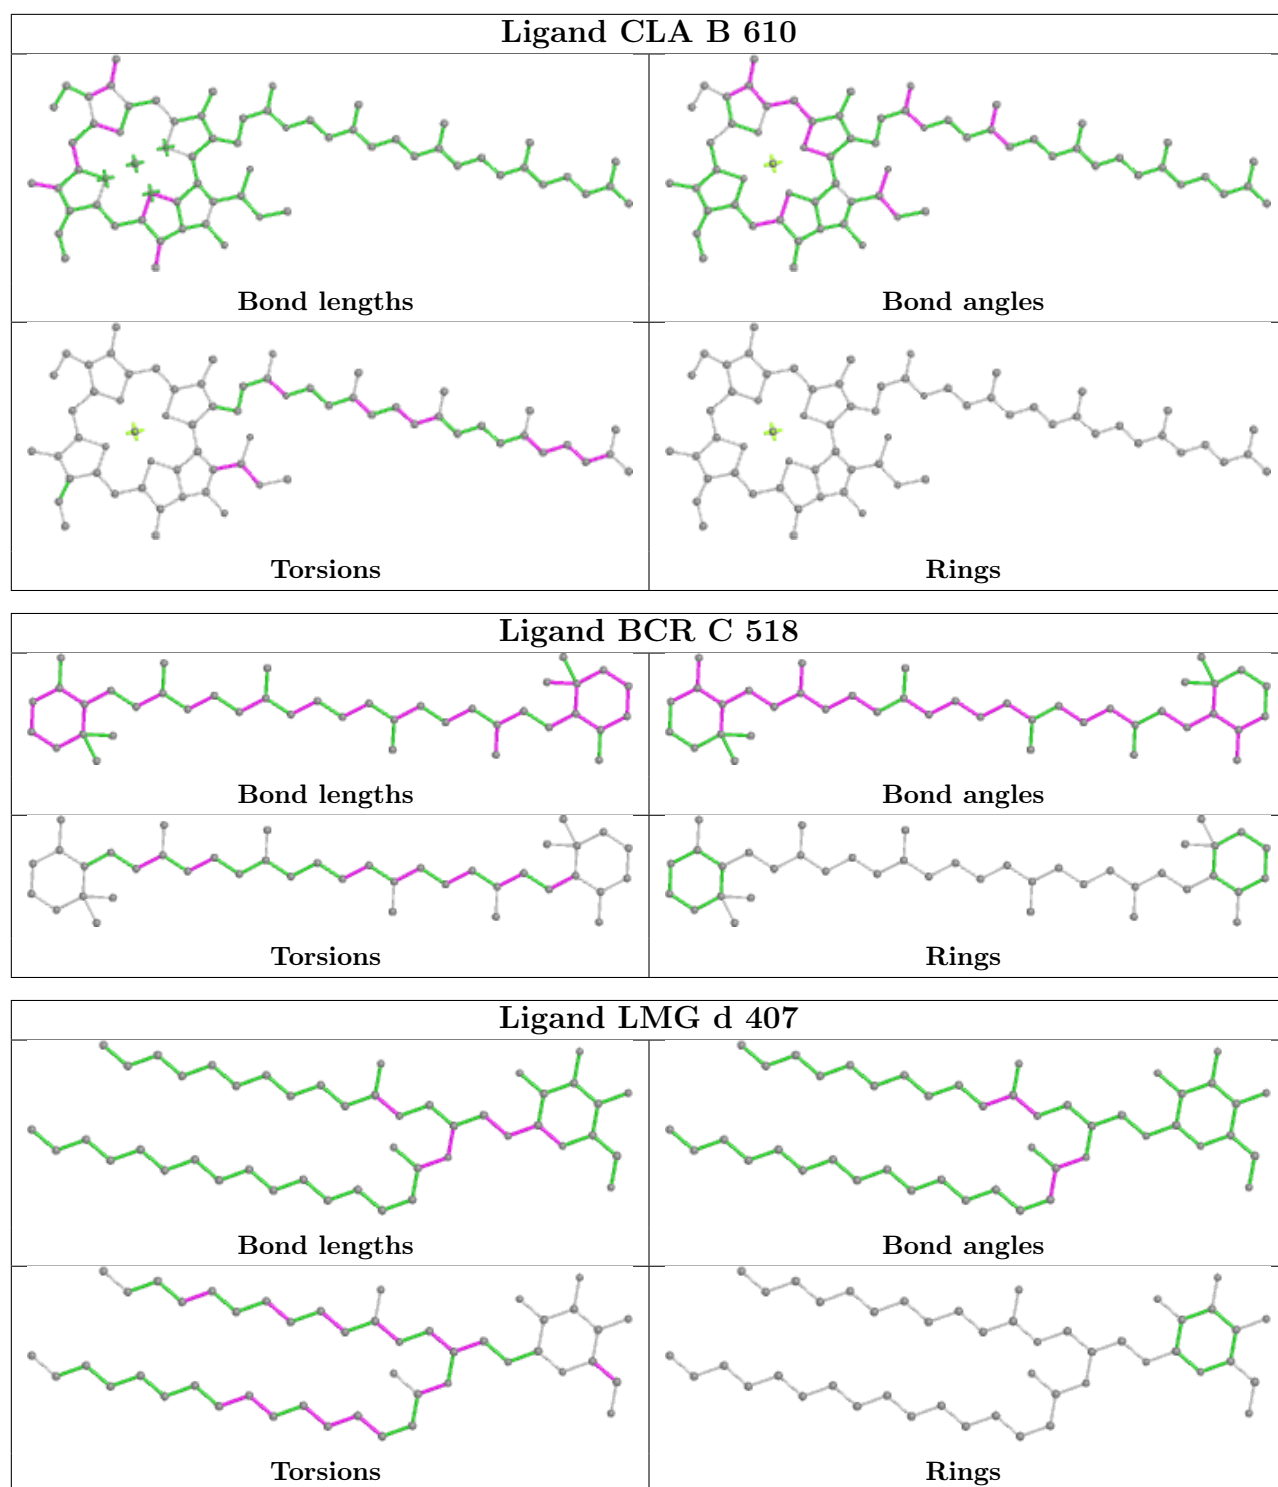 Ligand CLA B 610
Bond lengths
Bond angles
Torsions
Rings
Ligand BCR C 518
Bond lengths
Bond angles
Torsions
Rings
Ligand LMG d 407
Bond lengths
Bond angles
Torsions
Rings